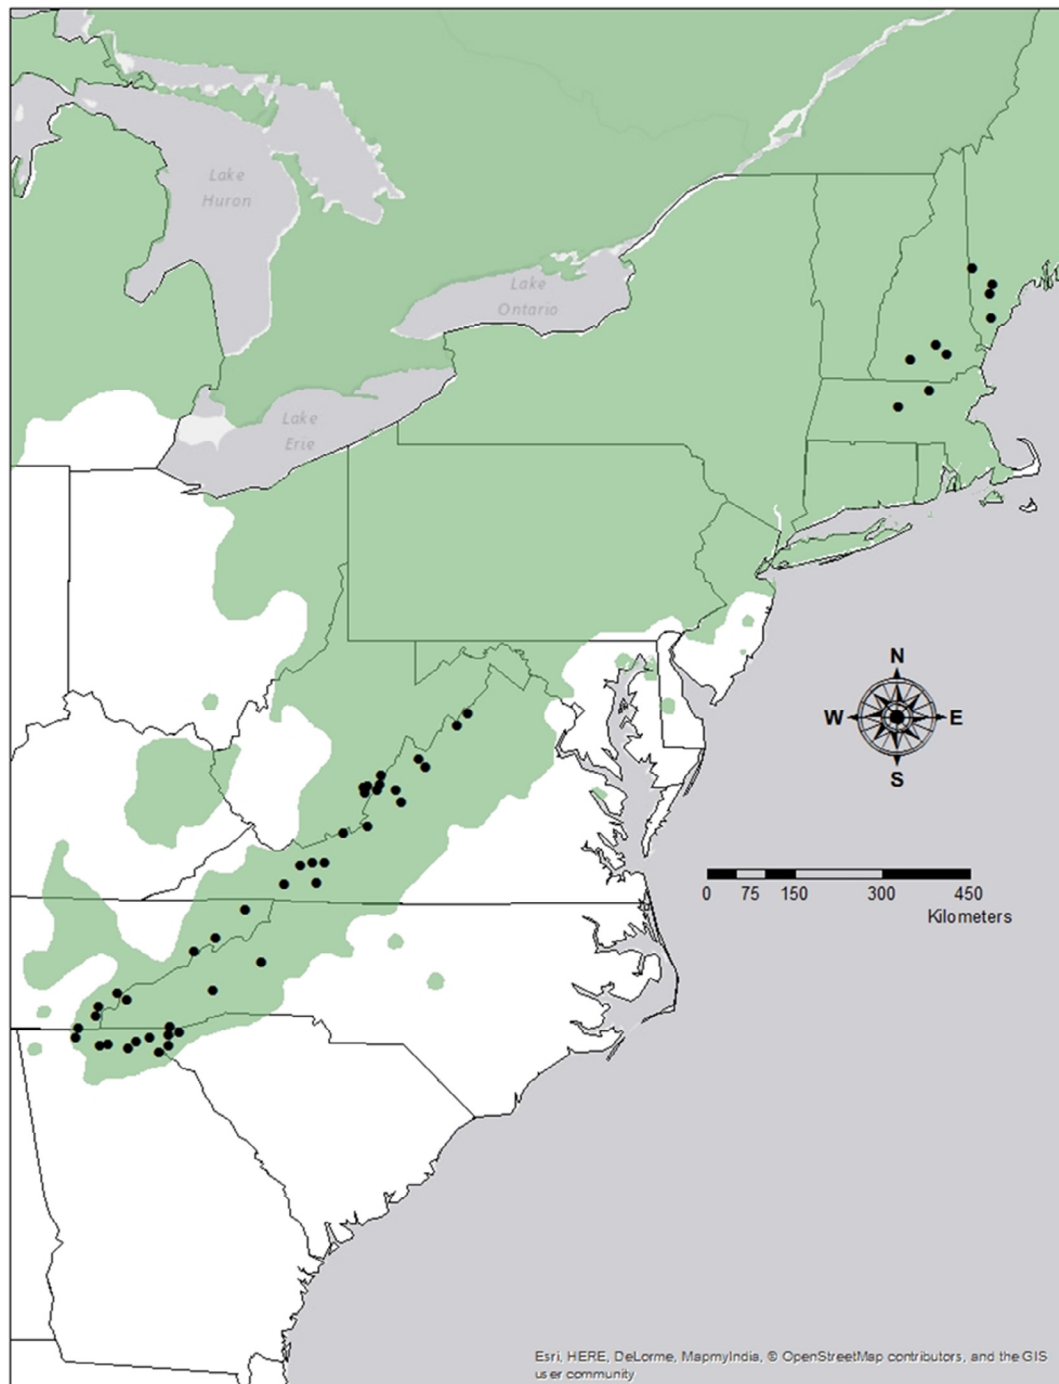 Lake
Huron
Lake
Ontario
Lake
Erie
N
W E
S
0 75 150 300 450
Kilometers
Esri, HERE, DeLorme, MapmyIndia, © OpenStreetMap contributors, and the GIS
user community